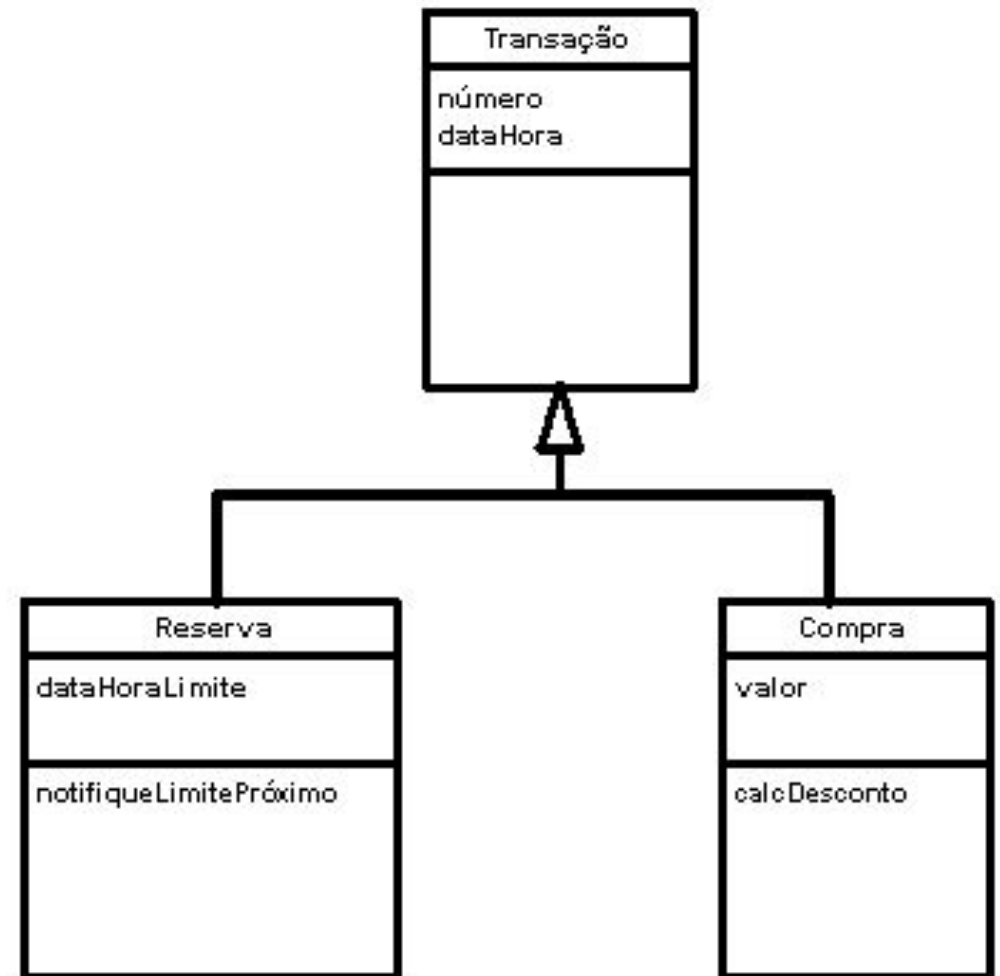 Transação
número
dataHora
Reserva
dataHoraLimite
notifiqueLimitePróximo
Compra
valor
calcDesconto